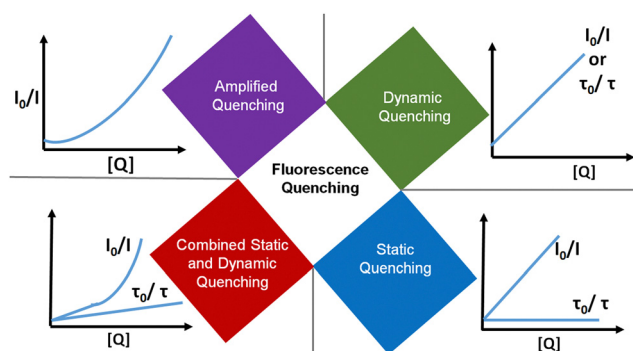 I₀/I
[Q]
Amplified
Quenching
Dynamic
Quenching
I₀/I
or
τ₀/ τ
[Q]
Fluorescence
Quenching
I₀/I
τ₀/ τ
[Q]
Combined Static
and Dynamic
Quenching
Static
Quenching
I₀/I
τ₀/ τ
[Q]